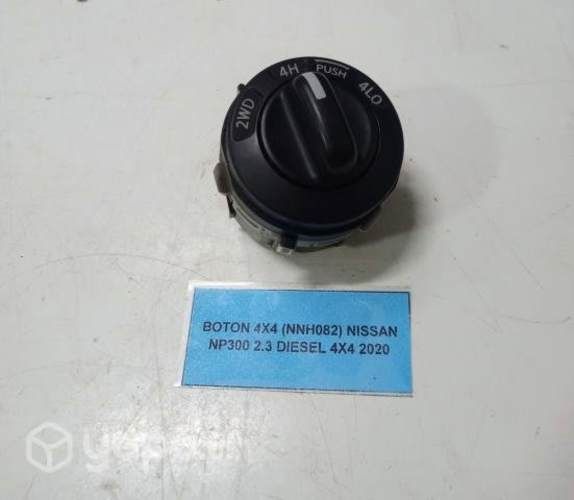 2WD 4H PUSH 4LO
BOTON 4X4 (NNH082) NISSAN
NP300 2.3 DIESEL 4X4 2020